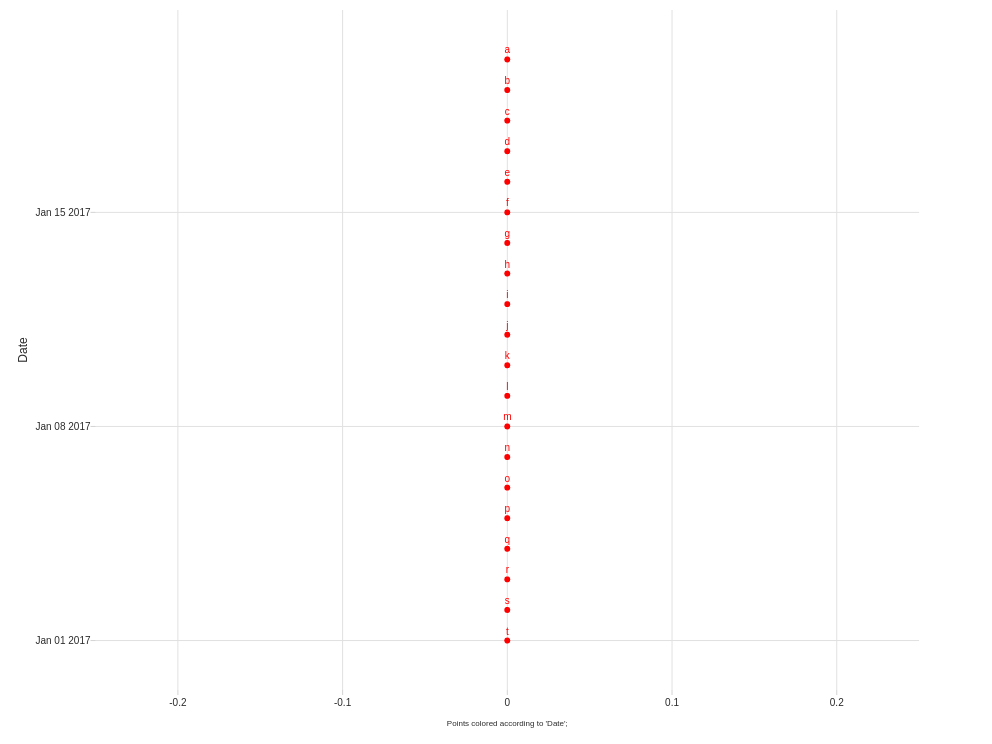 a
b
c
d
e
Jan 15 2017
f
g
h
i
j
Date
k
l
Jan 08 2017
m
n
o
p
q
r
s
Jan 01 2017
t
-0.2 -0.1 0 0.1 0.2
Points colored according to 'Date';